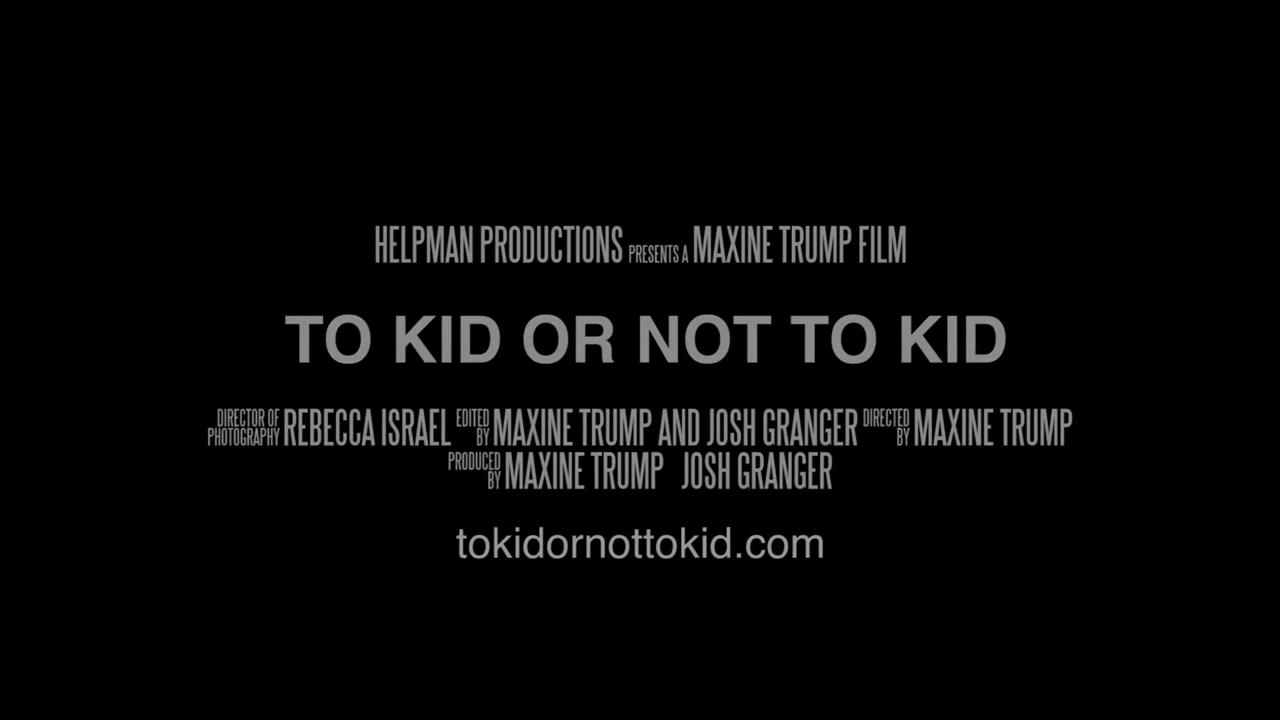 HELPMAN PRODUCTIONS PRESENTS A MAXINE TRUMP FILM
TO KID OR NOT TO KID
DIRECTOR OF PHOTOGRAPHY REBECCA ISRAEL EDITED BY MAXINE TRUMP AND JOSH GRANGER DIRECTED BY MAXINE TRUMP
PRODUCED BY MAXINE TRUMP JOSH GRANGER
tokidornottokid.com